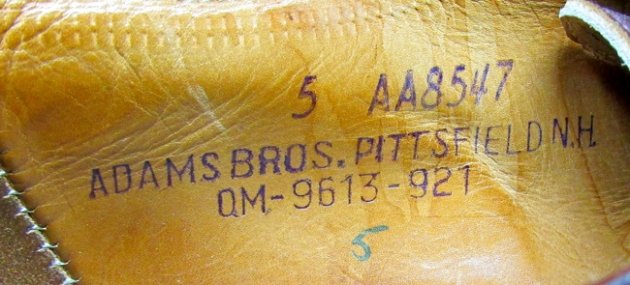 5 AA8547
ADAMS BROS. PITTSFIELD N.H.
QM-9613-921
5